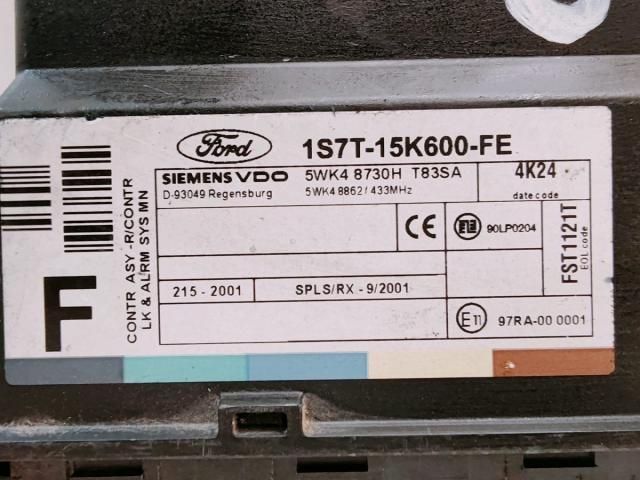 Ford 1S7T-15K600-FE
SIEMENS VDO 5WK4 8730H T83SA 4K24
D-93049 Regensburg 5WK4 8862/433MHz date code
CE 90LP0204
215 - 2001 SPLS/RX - 9/2001
E11 97RA-00 0001
FST1121T
EOL code
CONTR ASY -R/CONTR
LK & ALRM SYS MN
F